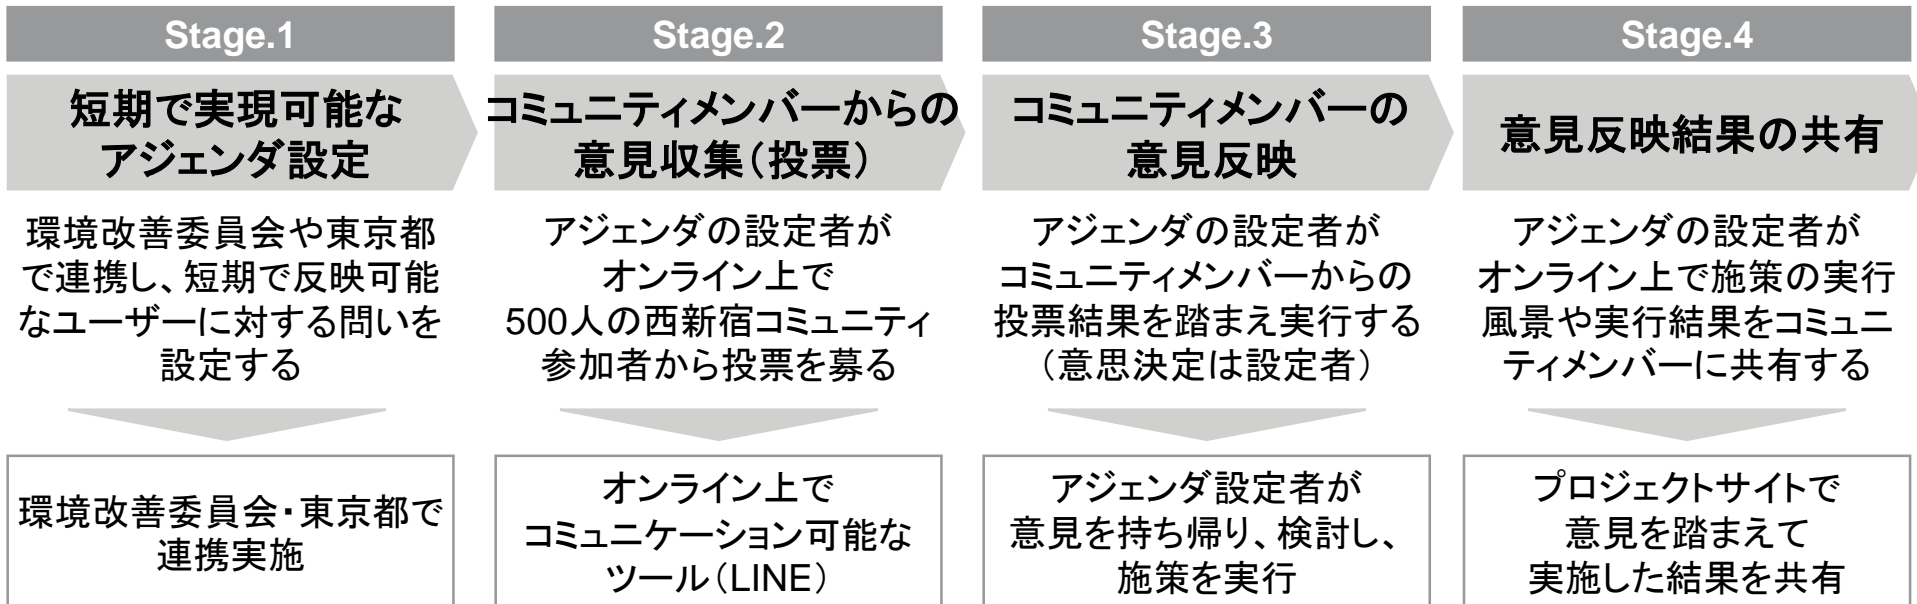 Stage.1
短期で実現可能な
アジェンダ設定
環境改善委員会や東京都
で連携し、短期で反映可能
なユーザーに対する問いを
設定する
環境改善委員会・東京都で
連携実施
Stage.2
コミュニティメンバーからの
意見収集（投票）
アジェンダの設定者が
オンライン上で
500人の西新宿コミュニティ
参加者から投票を募る
オンライン上で
コミュニケーション可能な
ツール（LINE）
Stage.3
コミュニティメンバーの
意見反映
アジェンダの設定者が
コミュニティメンバーからの
投票結果を踏まえ実行する
（意思決定は設定者）
アジェンダ設定者が
意見を持ち帰り、検討し、
施策を実行
Stage.4
意見反映結果の共有
アジェンダの設定者が
オンライン上で施策の実行
風景や実行結果をコミュニ
ティメンバーに共有する
プロジェクトサイトで
意見を踏まえて
実施した結果を共有